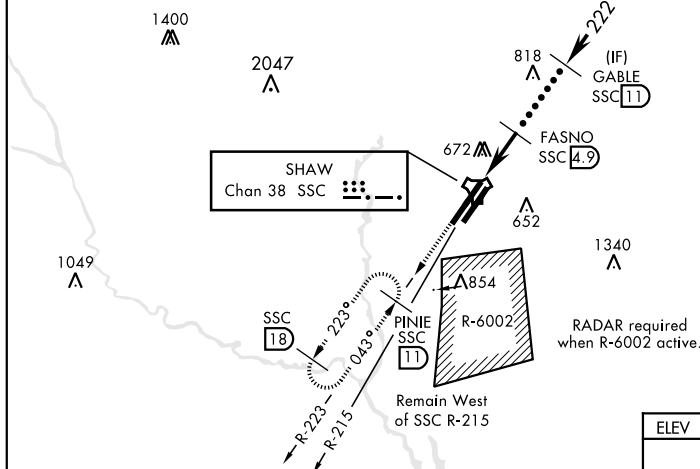 1400
2047
818
222
(IF)
GABLE
SSC 11
FASNO
SSC 4.9
672
SHAW
Chan 38 SSC
652
1340
1049
854
R-6002
RADAR required
when R-6002 active.
SSC
18
223°
043°
PINIE
SSC
11
Remain West
of SSC R-215
R-223
R-215
ELEV